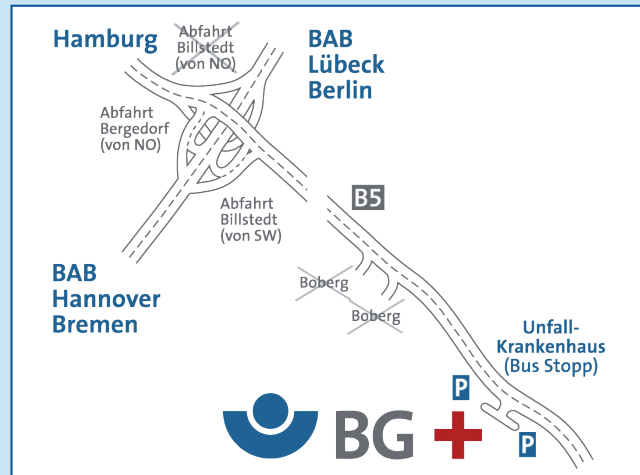 Hamburg
Abfahrt
Billstedt
(von NO)
BAB
Lübeck
Berlin
Abfahrt
Bergedorf
(von NO)
Abfahrt
Billstedt
(von SW)
B5
BAB
Hannover
Bremen
Boberg
Boberg
Unfall-
Krankenhaus
(Bus Stopp)
P
P
BG